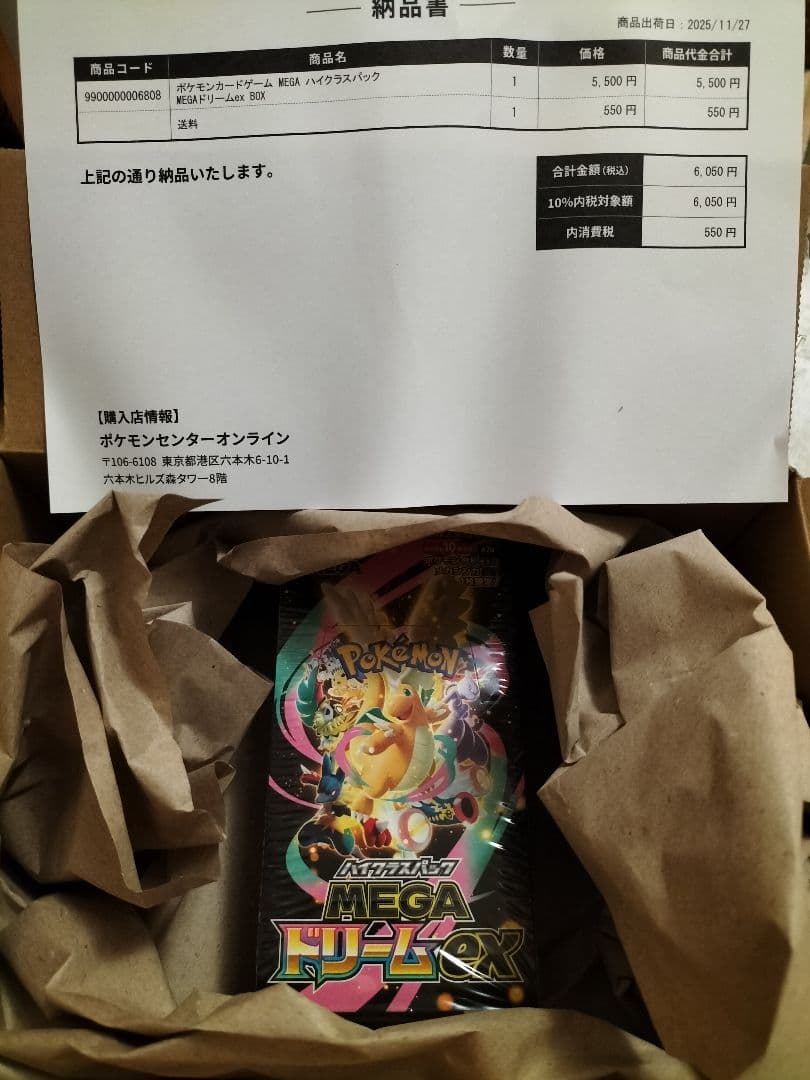 納品書
商品出荷日：2025/11/27
商品コード 商品名 数量 価格 商品代金合計
9900000006808 ポケモンカードゲーム MEGA ハイクラスパック 1 5,500 円 5,500 円
MEGAドリームex BOX
送料 1 550 円 550 円
上記の通り納品いたします。
合計金額(税込) 6,050 円
10%内税対象額 6,050 円
内消費税 550 円
【購入店情報】
ポケモンセンターオンライン
〒106-6108 東京都港区六本木6-10-1
六本木ヒルズ森タワー8階
MEGA
POKéMON
ハイクラスパック
MEGA
ドリームex